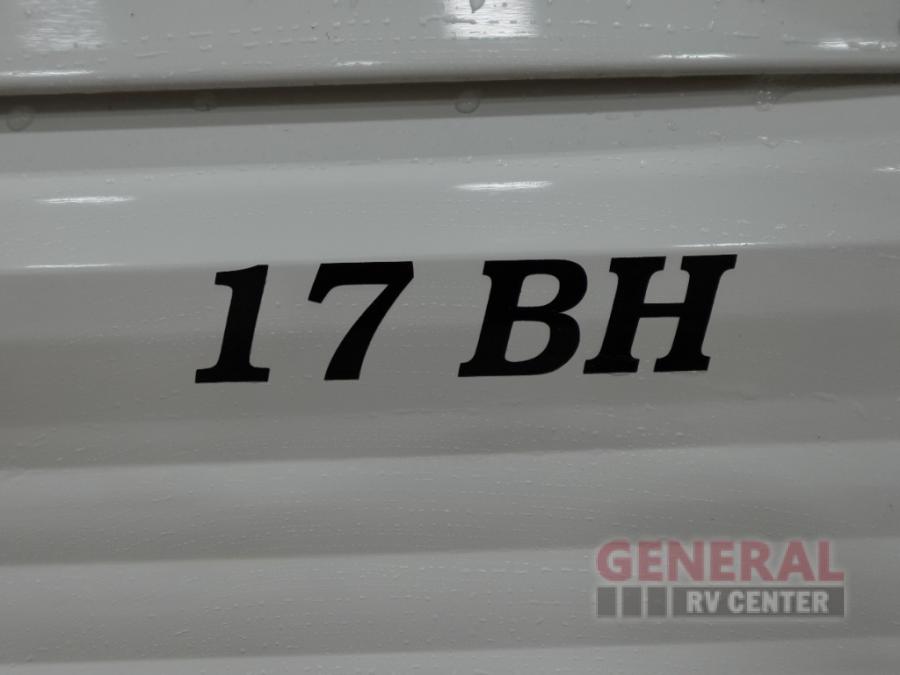 17 BH
GENERAL
RV CENTER